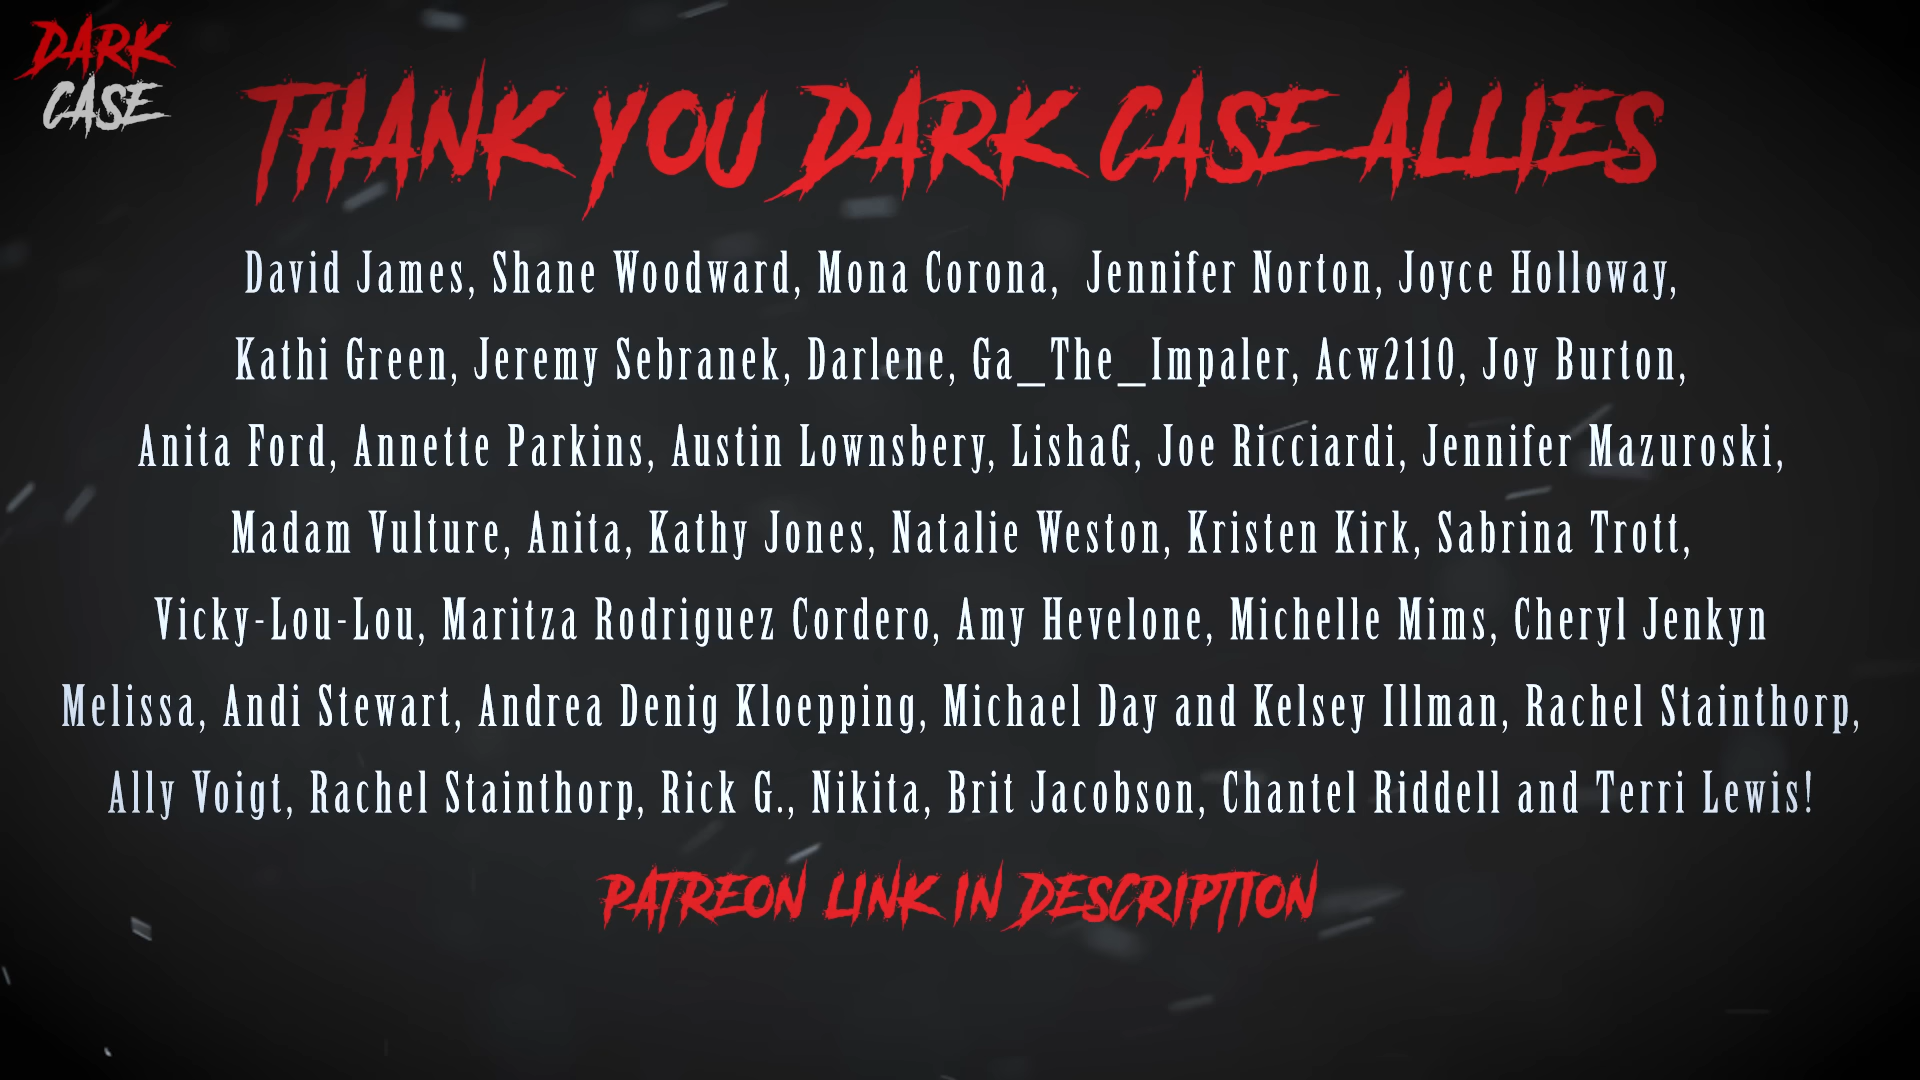 DARK
CASE
THANK YOU DARK CASE ALLIES
David James, Shane Woodward, Mona Corona, Jennifer Norton, Joyce Holloway,
Kathi Green, Jeremy Sebranek, Darlene, Ga_The_Impaler, Acw2110, Joy Burton,
Anita Ford, Annette Parkins, Austin Lownsbery, LishaG, Joe Ricciardi, Jennifer Mazuroski,
Madam Vulture, Anita, Kathy Jones, Natalie Weston, Kristen Kirk, Sabrina Trott,
Vicky-Lou-Lou, Maritza Rodriguez Cordero, Amy Hevelone, Michelle Mims, Cheryl Jenkyn
Melissa, Andi Stewart, Andrea Denig Kloepping, Michael Day and Kelsey Illman, Rachel Stainthorp,
Ally Voigt, Rachel Stainthorp, Rick G., Nikita, Brit Jacobson, Chantel Riddell and Terri Lewis!
PATREON LINK IN DESCRIPTION